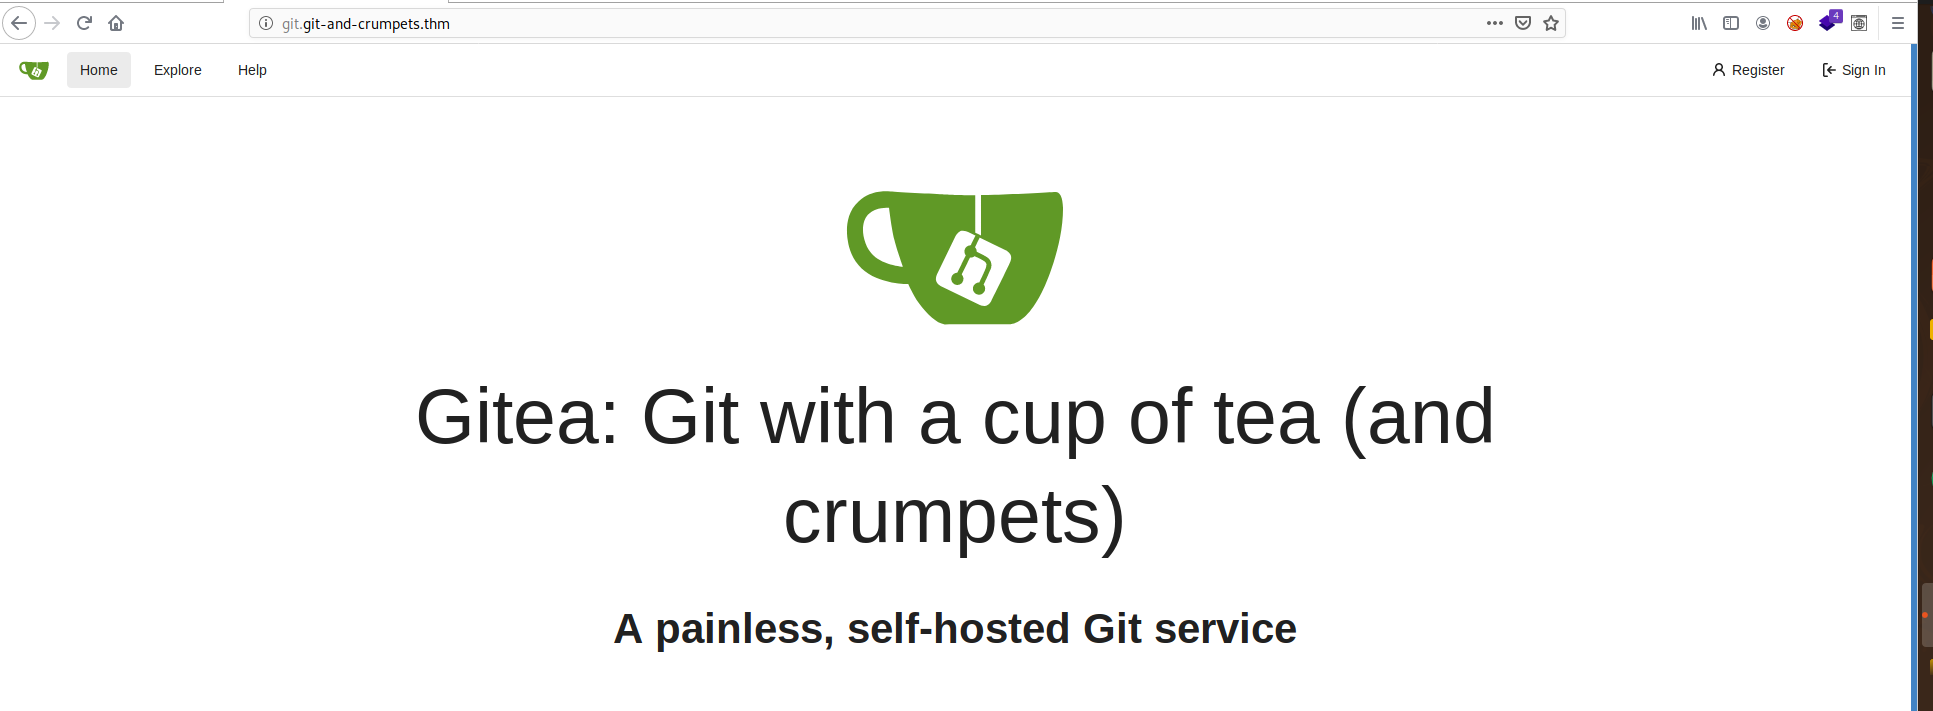 git.git-and-crumpets.thm
4
Home Explore Help Register Sign In
Gitea: Git with a cup of tea (and
crumpets)
A painless, self-hosted Git service